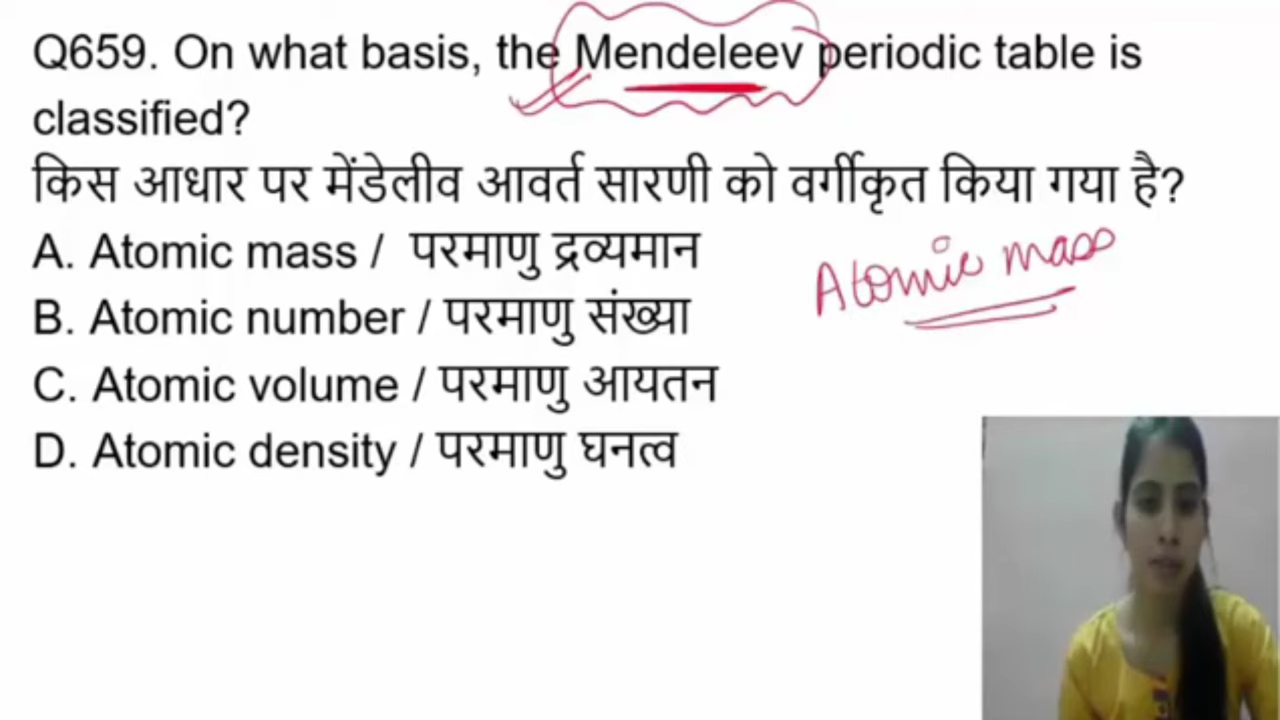 Q659. On what basis, the Mendeleev periodic table is
classified?
किस आधार पर मेंडेलीव आवर्त सारणी को वर्गीकृत किया गया है?
A. Atomic mass / परमाणु द्रव्यमान
Atomic mass
B. Atomic number / परमाणु संख्या
C. Atomic volume / परमाणु आयतन
D. Atomic density / परमाणु घनत्व